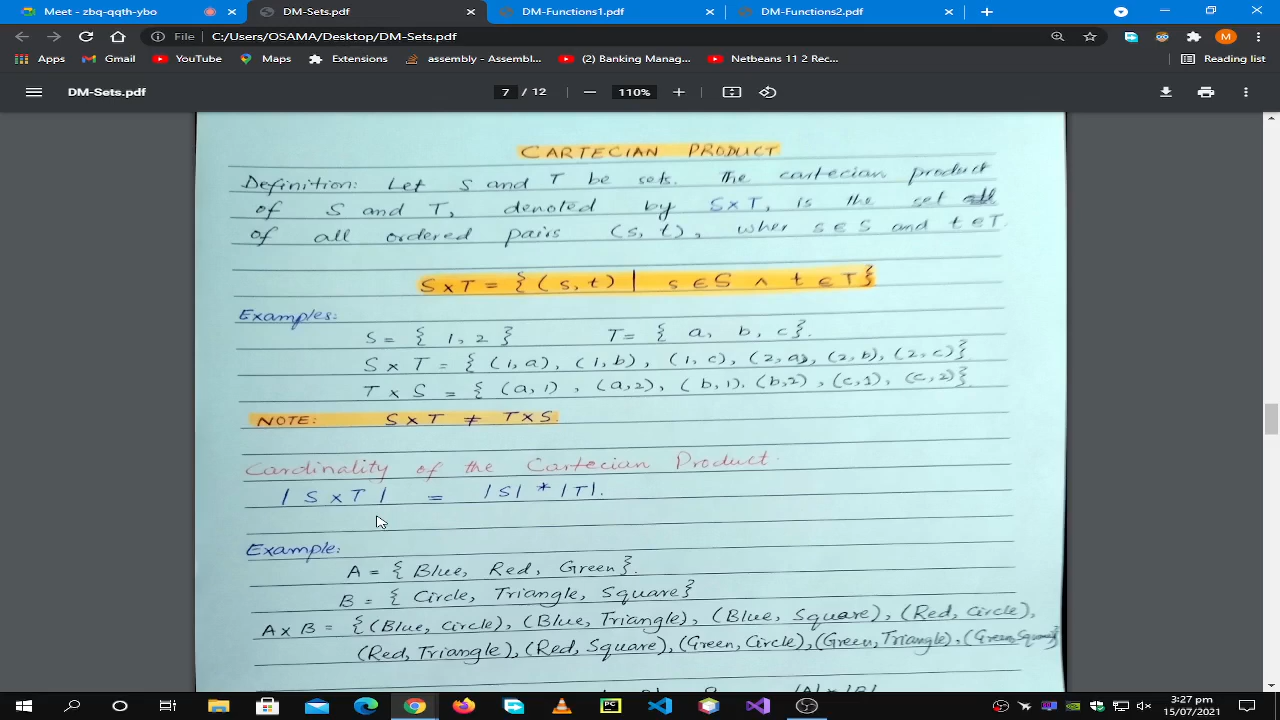 Meet - zbq-qqth-ybo
DM-Sets.pdf
DM-Functions1.pdf
DM-Functions2.pdf
File C:/Users/OSAMA/Desktop/DM-Sets.pdf
Apps Gmail YouTube Maps Extensions assembly - Assembl... (2) Banking Manag... Netbeans 11 2 Rec... Reading list
DM-Sets.pdf 7 / 12 110%
CARTECIAN PRODUCT
Definition: Let S and T be sets. The cartecian product
of S and T, denoted by S×T, is the set
of all ordered pairs (s, t), wher s ∈ S and t ∈ T
S×T = { (s, t) | s ∈ S ∧ t ∈ T }
Examples:
S = { 1, 2 } T = { a, b, c }.
S × T = { (1, a), (1, b), (1, c), (2, a), (2, b), (2, c) }
T × S = { (a, 1), (a, 2), (b, 1), (b, 2), (c, 1), (c, 2) }
NOTE: S × T ≠ T × S.
Cardinality of the Cartecian Product.
| S × T | = |S| * |T|.
Example:
A = { Blue, Red, Green }.
B = { Circle, Triangle, Square }
A × B = { (Blue, Circle), (Blue, Triangle), (Blue, Square), (Red, Circle),
(Red, Triangle), (Red, Square), (Green, Circle), (Green, Triangle), (Green, Square) }
3:27 pm
15/07/2021